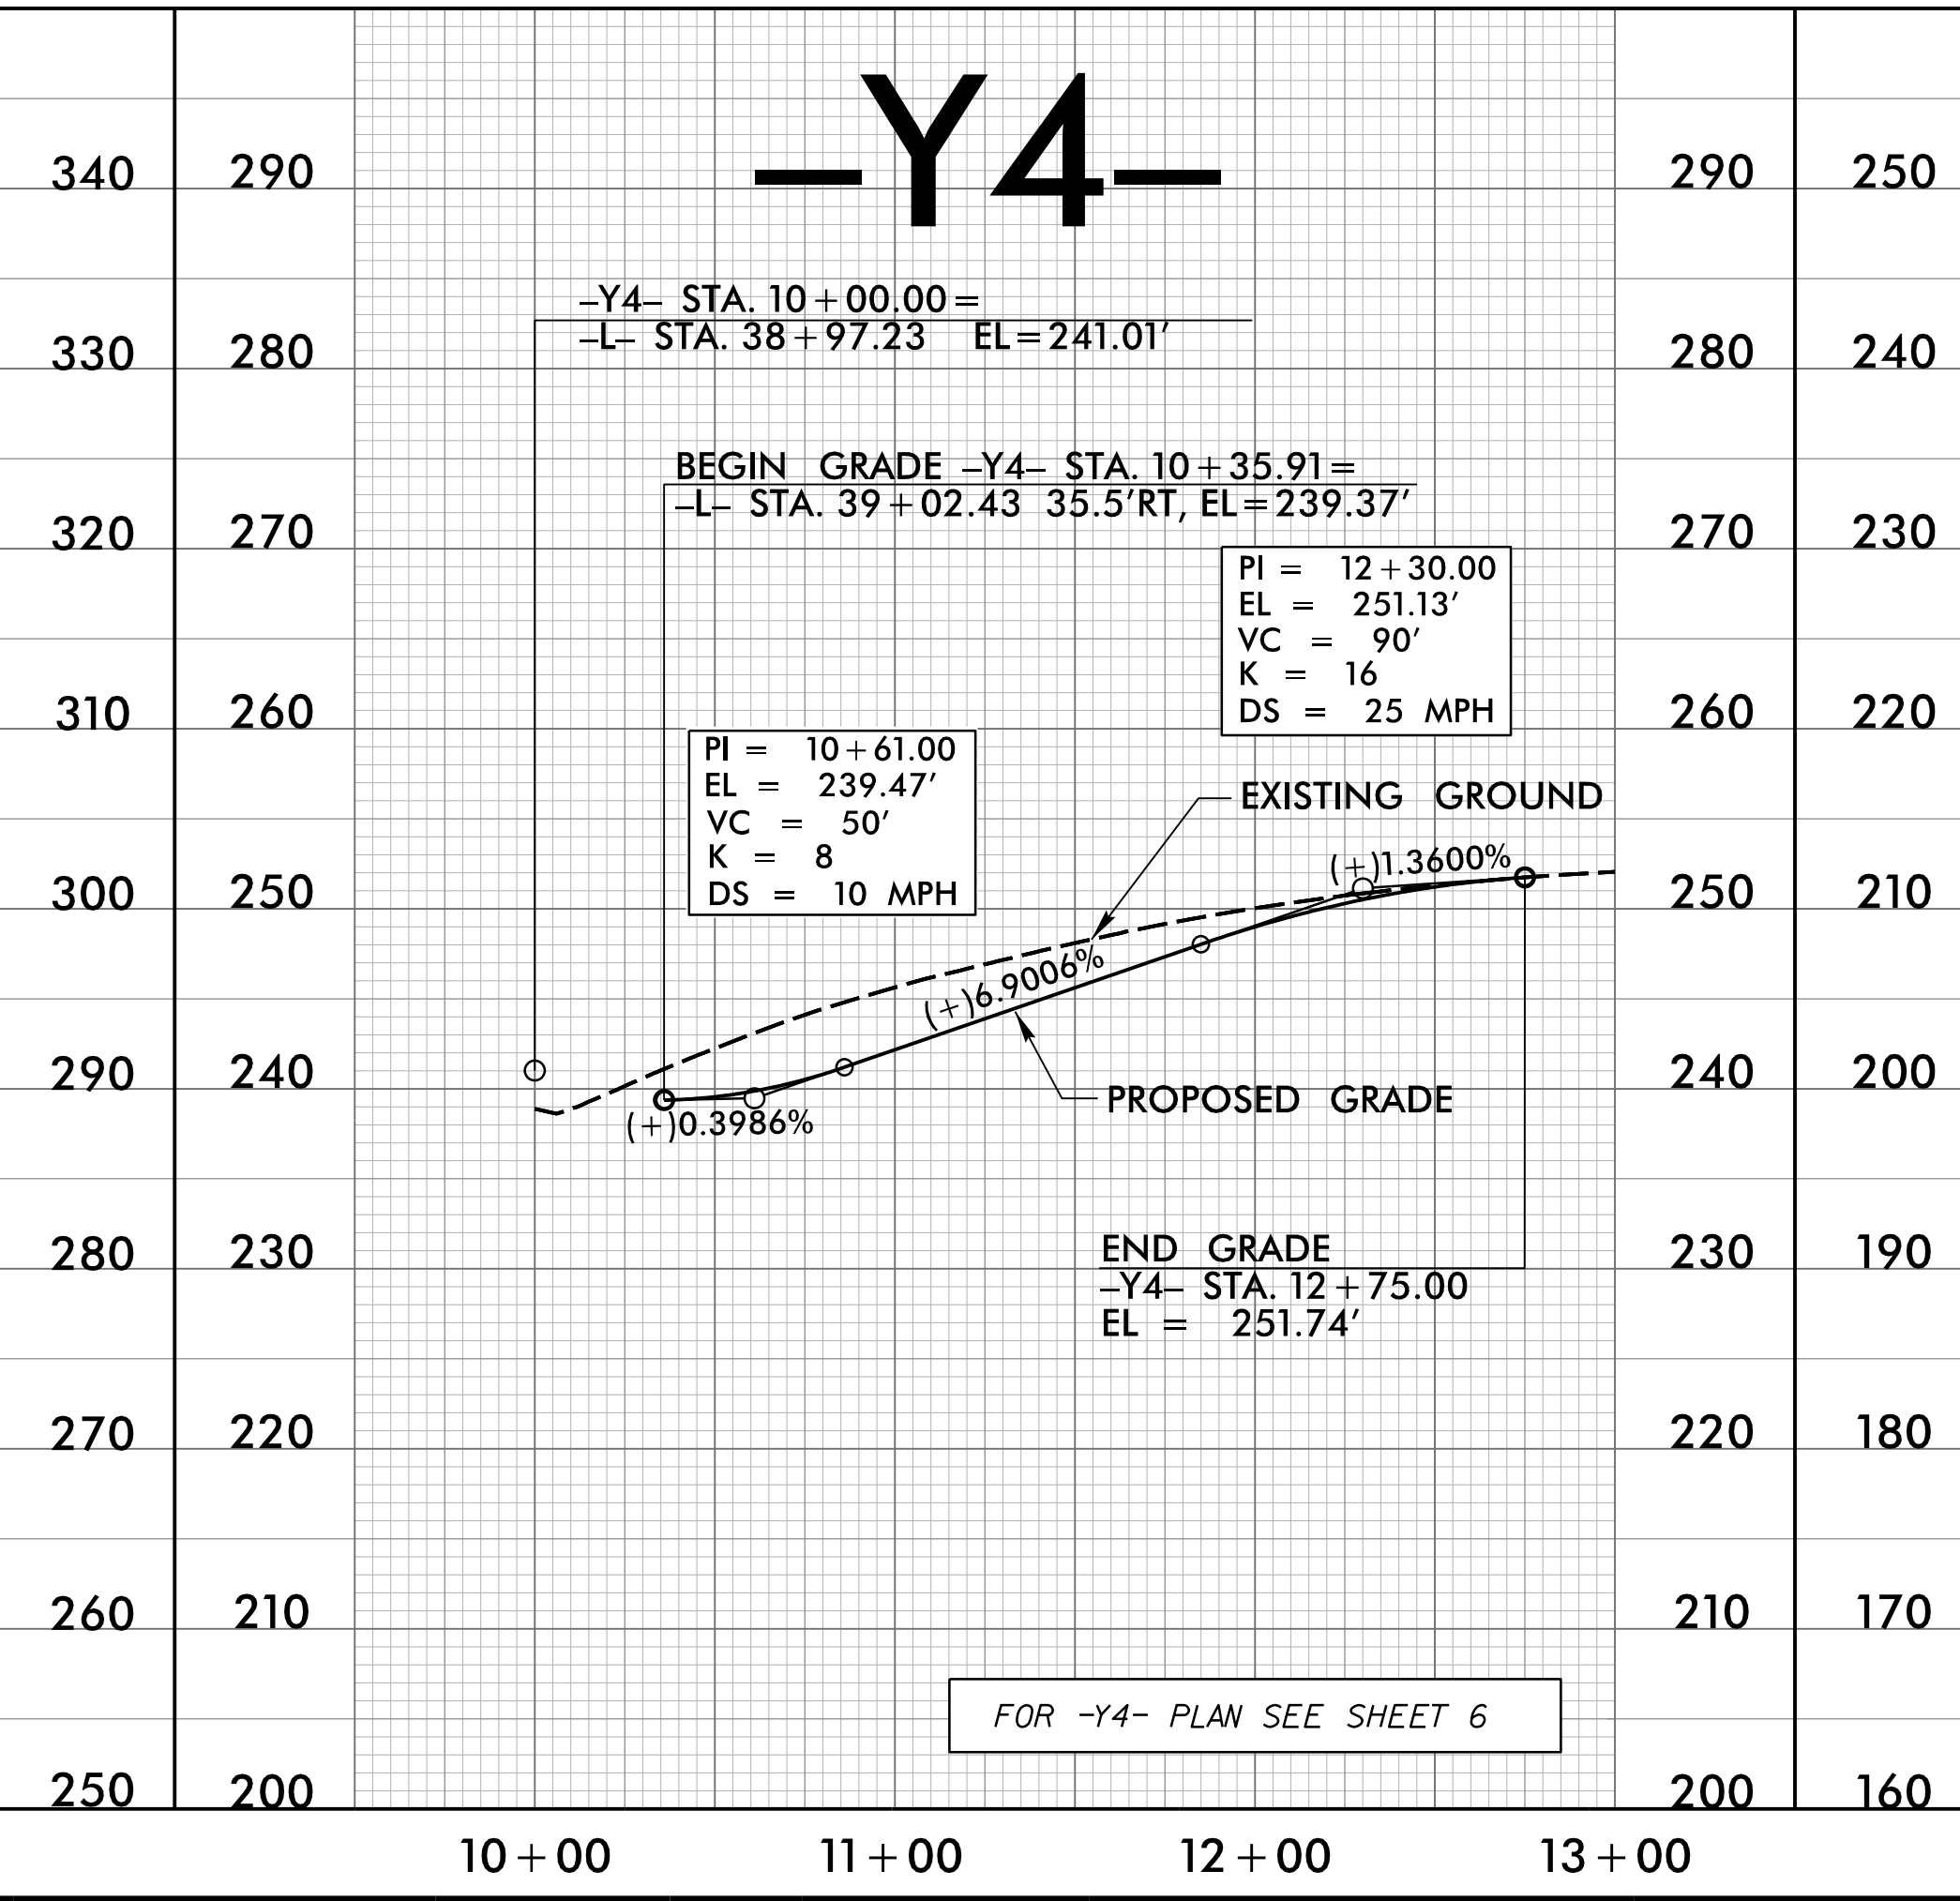 –Y4–
340 290 290 250
–Y4– STA. 10+00.00=
–L– STA. 38+97.23 EL=241.01'
330 280 280 240
BEGIN GRADE –Y4– STA. 10+35.91=
–L– STA. 39+02.43 35.5'RT, EL=239.37'
320 270 270 230
PI = 12+30.00
EL = 251.13'
VC = 90'
K = 16
DS = 25 MPH
310 260 260 220
PI = 10+61.00
EL = 239.47'
VC = 50'
K = 8
DS = 10 MPH
EXISTING GROUND
(+)1.3600%
300 250 250 210
(+)6.9006%
290 240 240 200
PROPOSED GRADE
(+)0.3986%
280 230 230 190
END GRADE
–Y4– STA. 12+75.00
EL = 251.74'
270 220 220 180
260 210 210 170
FOR -Y4- PLAN SEE SHEET 6
250 200 200 160
10+00 11+00 12+00 13+00